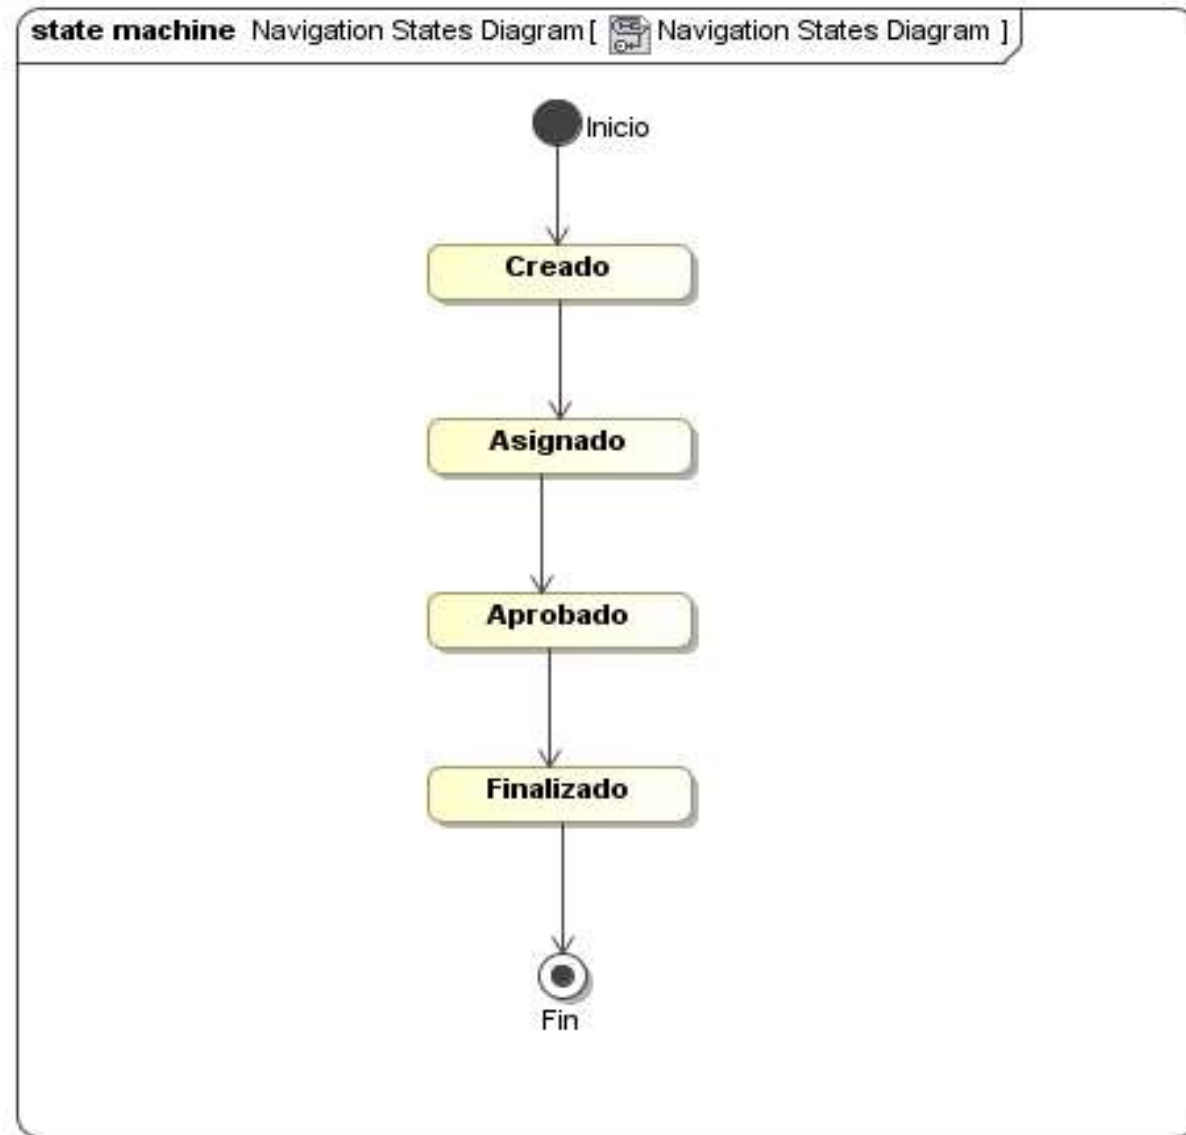 state machine Navigation States Diagram [ Navigation States Diagram ]
Inicio
Creado
Asignado
Aprobado
Finalizado
Fin